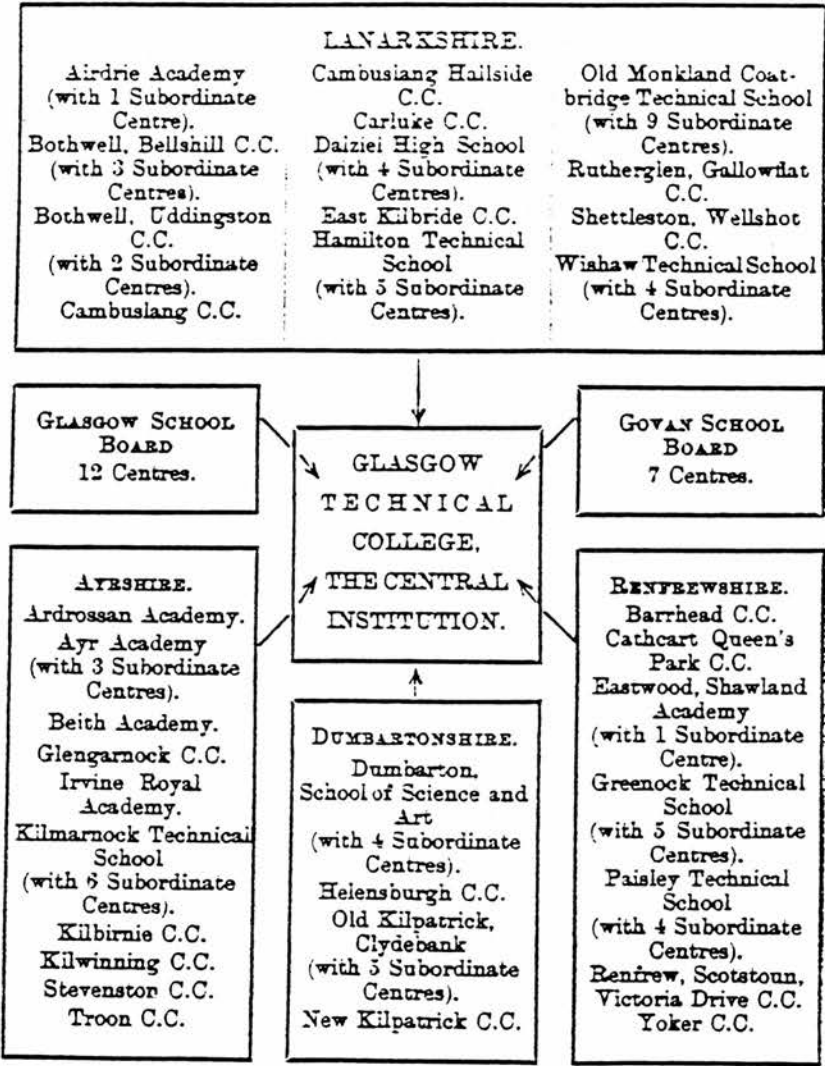 LANARKSHIRE.
Airdrie Academy
(with 1 Subordinate
Centre).
Bothwell, Bellshill C.C.
(with 3 Subordinate
Centres).
Bothwell, Uddingston
C.C.
(with 2 Subordinate
Centres).
Cambuslang C.C.
Cambuslang Hallside
C.C.
Carluke C.C.
Dalziel High School
(with 4 Subordinate
Centres).
East Kilbride C.C.
Hamilton Technical
School
(with 5 Subordinate
Centres).
Old Monkland Coat-
bridge Technical School
(with 9 Subordinate
Centres).
Rutherglen, Gallowflat
C.C.
Shettleston, Wellshot
C.C.
Wishaw Technical School
(with 4 Subordinate
Centres).
GLASGOW SCHOOL
BOARD
12 Centres.
GLASGOW
TECHNICAL
COLLEGE,
THE CENTRAL
INSTITUTION.
GOVAN SCHOOL
BOARD
7 Centres.
AYRSHIRE.
Ardrossan Academy.
Ayr Academy
(with 3 Subordinate
Centres).
Beith Academy.
Glengarnock C.C.
Irvine Royal
Academy.
Kilmarnock Technical
School
(with 6 Subordinate
Centres).
Kilbirnie C.C.
Kilwinning C.C.
Stevenston C.C.
Troon C.C.
DUMBARTONSHIRE.
Dumbarton,
School of Science and
Art
(with 4 Subordinate
Centres).
Helensburgh C.C.
Old Kilpatrick,
Clydebank
(with 5 Subordinate
Centres).
New Kilpatrick C.C.
RENFREWSHIRE.
Barrhead C.C.
Cathcart Queen's
Park C.C.
Eastwood, Shawland
Academy
(with 1 Subordinate
Centre).
Greenock Technical
School
(with 5 Subordinate
Centres).
Paisley Technical
School
(with 4 Subordinate
Centres).
Renfrew, Scotstoun,
Victoria Drive C.C.
Yoker C.C.